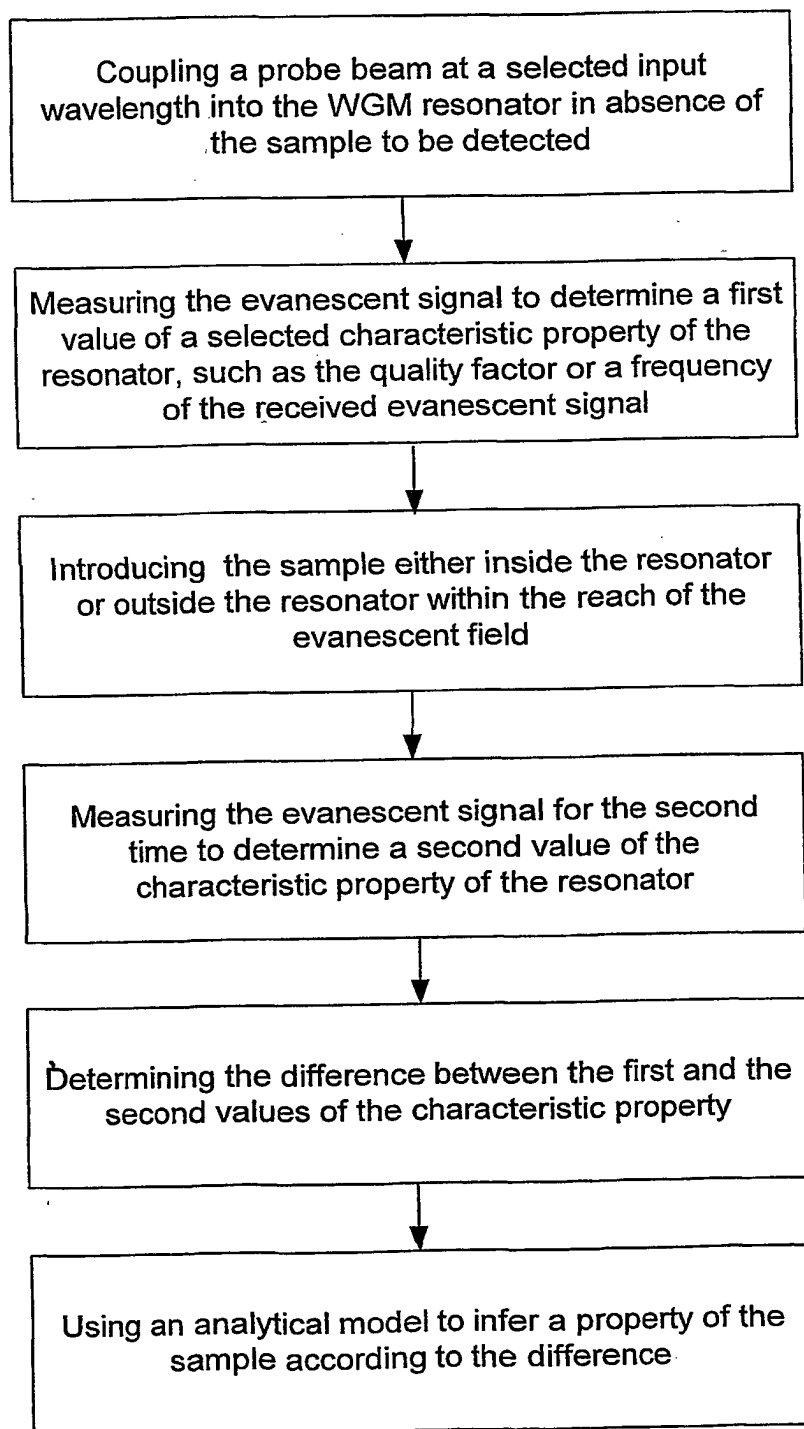 Coupling a probe beam at a selected input
wavelength into the WGM resonator in absence of
the sample to be detected
Measuring the evanescent signal to determine a first
value of a selected characteristic property of the
resonator, such as the quality factor or a frequency
of the received evanescent signal
Introducing the sample either inside the resonator
or outside the resonator within the reach of the
evanescent field
Measuring the evanescent signal for the second
time to determine a second value of the
characteristic property of the resonator
Determining the difference between the first and the
second values of the characteristic property
Using an analytical model to infer a property of the
sample according to the difference